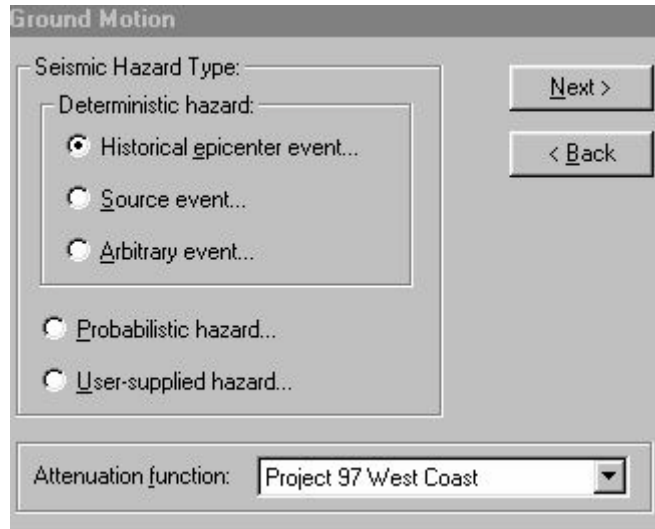 Ground Motion
Seismic Hazard Type:
Next >
Deterministic hazard:
Historical epicenter event...
< Back
Source event...
Arbitrary event...
Probabilistic hazard...
User-supplied hazard...
Attenuation function:
Project 97 West Coast